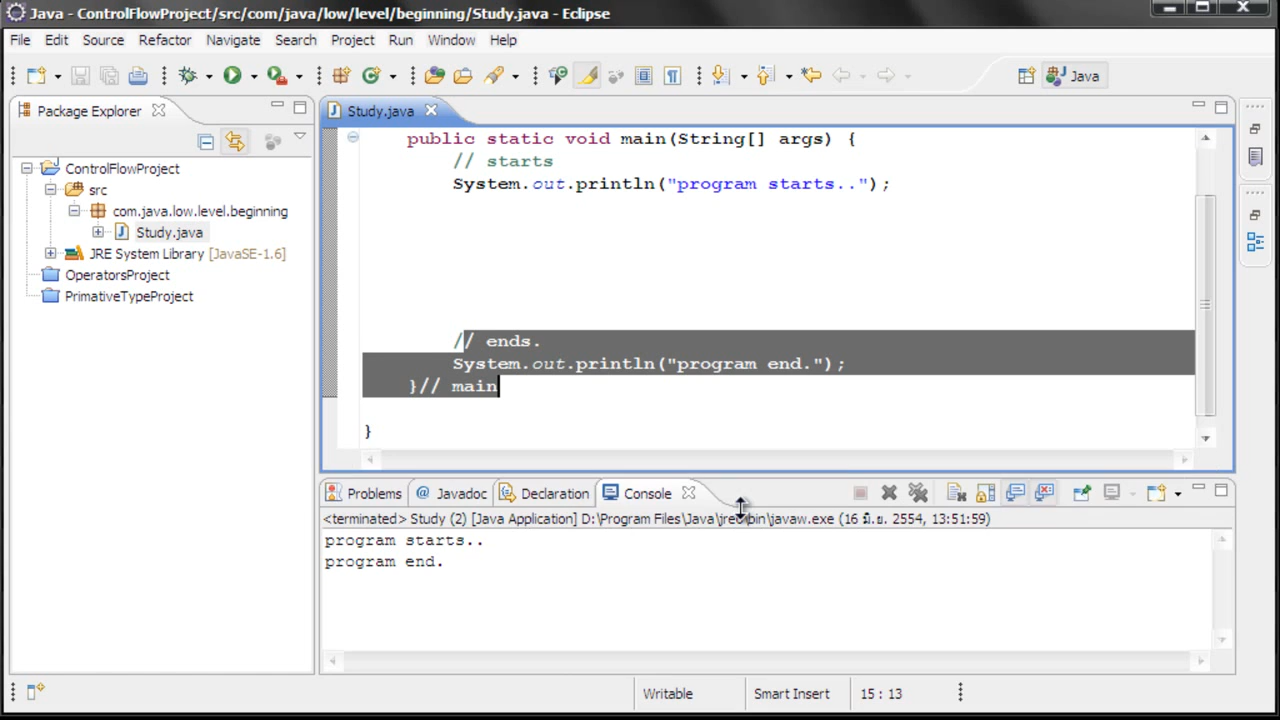 Java - ControlFlowProject/src/com/java/low/level/beginning/Study.java - Eclipse
File Edit Source Refactor Navigate Search Project Run Window Help
Java
Package Explorer
ControlFlowProject
src
com.java.low.level.beginning
Study.java
JRE System Library [JavaSE-1.6]
OperatorsProject
PrimativeTypeProject
Study.java
public static void main(String[] args) {
// starts
System.out.println("program starts..");
// ends.
System.out.println("program end.");
}// main
}
Problems @ Javadoc Declaration Console
<terminated> Study (2) [Java Application] D:\Program Files\Java\jre6\bin\javaw.exe (16 มิ.ย. 2554, 13:51:59)
program starts..
program end.
Writable Smart Insert 15 : 13